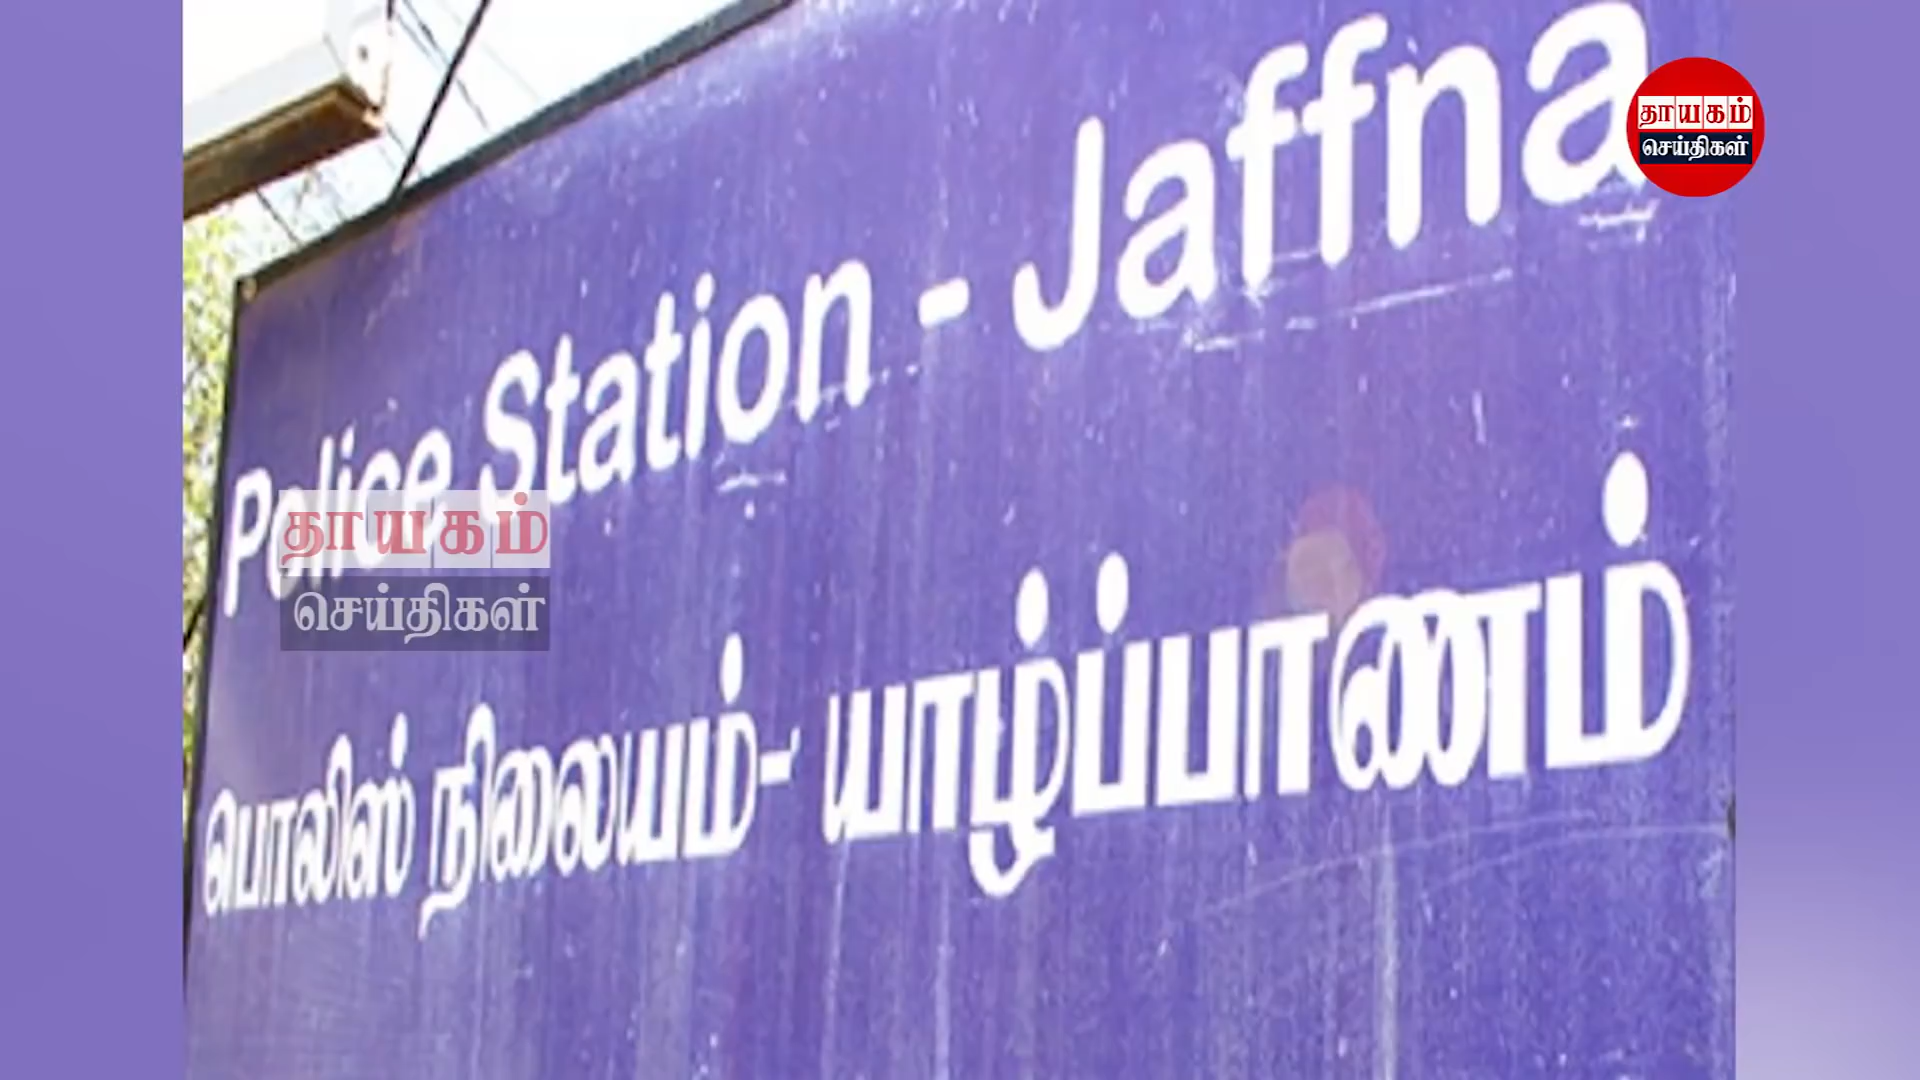 Police Station - Jaffna
பொலிஸ் நிலையம்- யாழ்ப்பாணம்
தாயகம்
செய்திகள்
தாயகம்
செய்திகள்